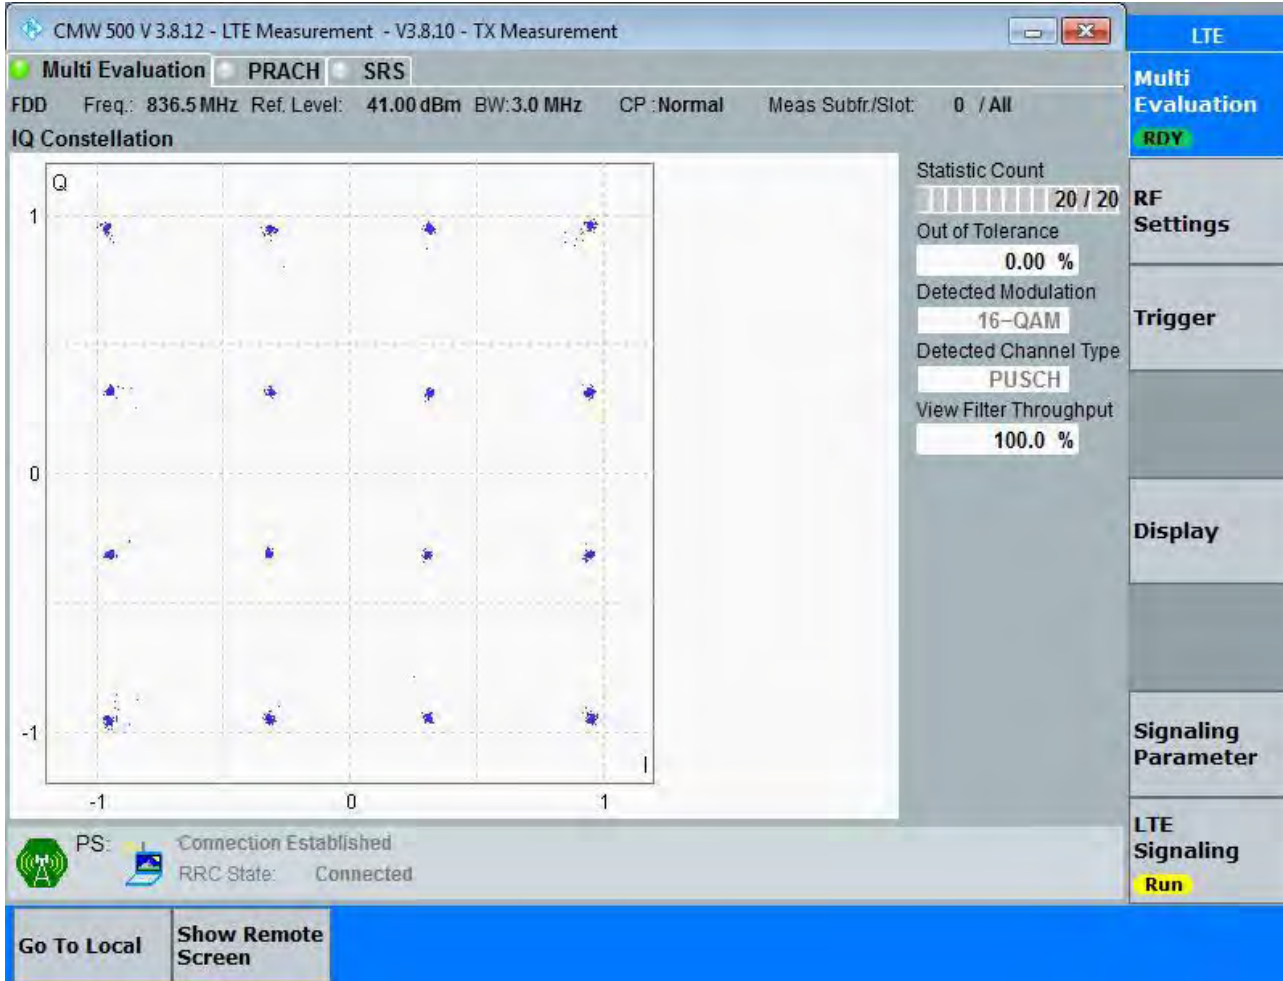 CMW 500 V 3.8.12 - LTE Measurement - V3.8.10 - TX Measurement
LTE
Multi Evaluation PRACH SRS
FDD Freq.: 836.5 MHz Ref. Level: 41.00 dBm BW:3.0 MHz CP :Normal Meas Subfr./Slot: 0 / All
IQ Constellation
Q
1
0
-1
-1 0 1
I
Statistic Count
20 / 20
Out of Tolerance
0.00 %
Detected Modulation
16-QAM
Detected Channel Type
PUSCH
View Filter Throughput
100.0 %
Multi
Evaluation
RDY
RF
Settings
Trigger
Display
Signaling
Parameter
LTE
Signaling
Run
PS: Connection Established
RRC State: Connected
Go To Local
Show Remote
Screen